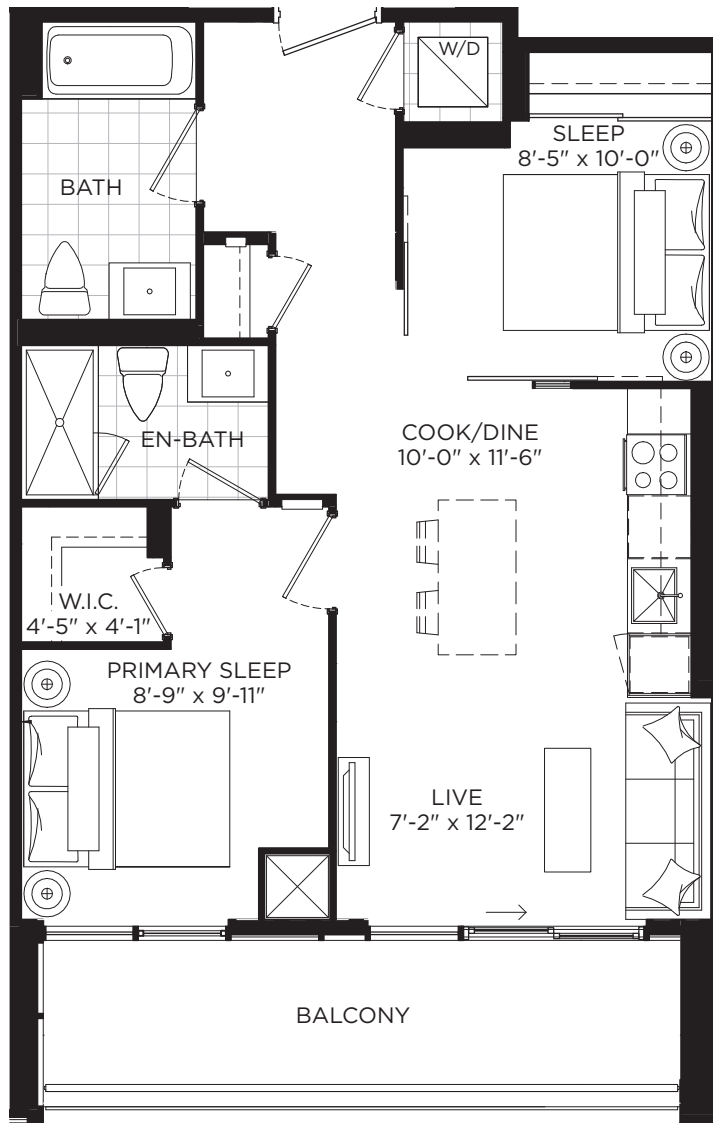 W/D
SLEEP
8'-5" x 10'-0"
BATH
EN-BATH
COOK/DINE
10'-0" x 11'-6"
W.I.C.
4'-5" x 4'-1"
PRIMARY SLEEP
8'-9" x 9'-11"
LIVE
7'-2" x 12'-2"
BALCONY